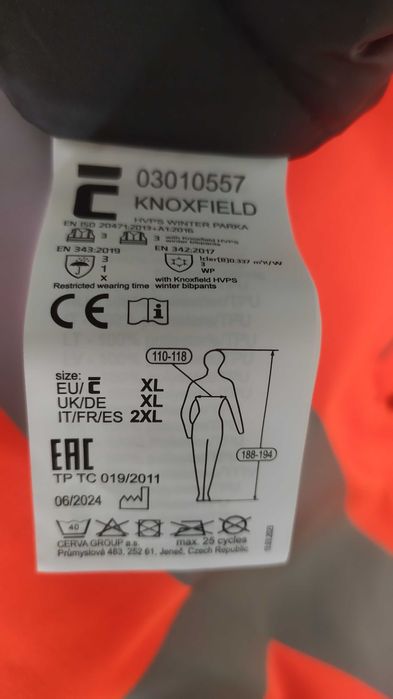 03010557
KNOXFIELD
HVPS WINTER PARKA
EN ISO 20471:2013+A1:2016
3 3 with Knoxfield HVPS
winter bibpants
EN 343:2019 EN 342:2017
3
1
X
3
WP
with Knoxfield HVPS
Restricted wearing time winter bibpants
CE i
110-118
size:
EU/ XL
UK/DE XL
IT/FR/ES 2XL
188-194
EAC
TP TC 019/2011
06/2024
40
max. 25 cycles
CERVA GROUP a.s.
Průmyslová 483, 252 61, Jeneč, Czech Republic